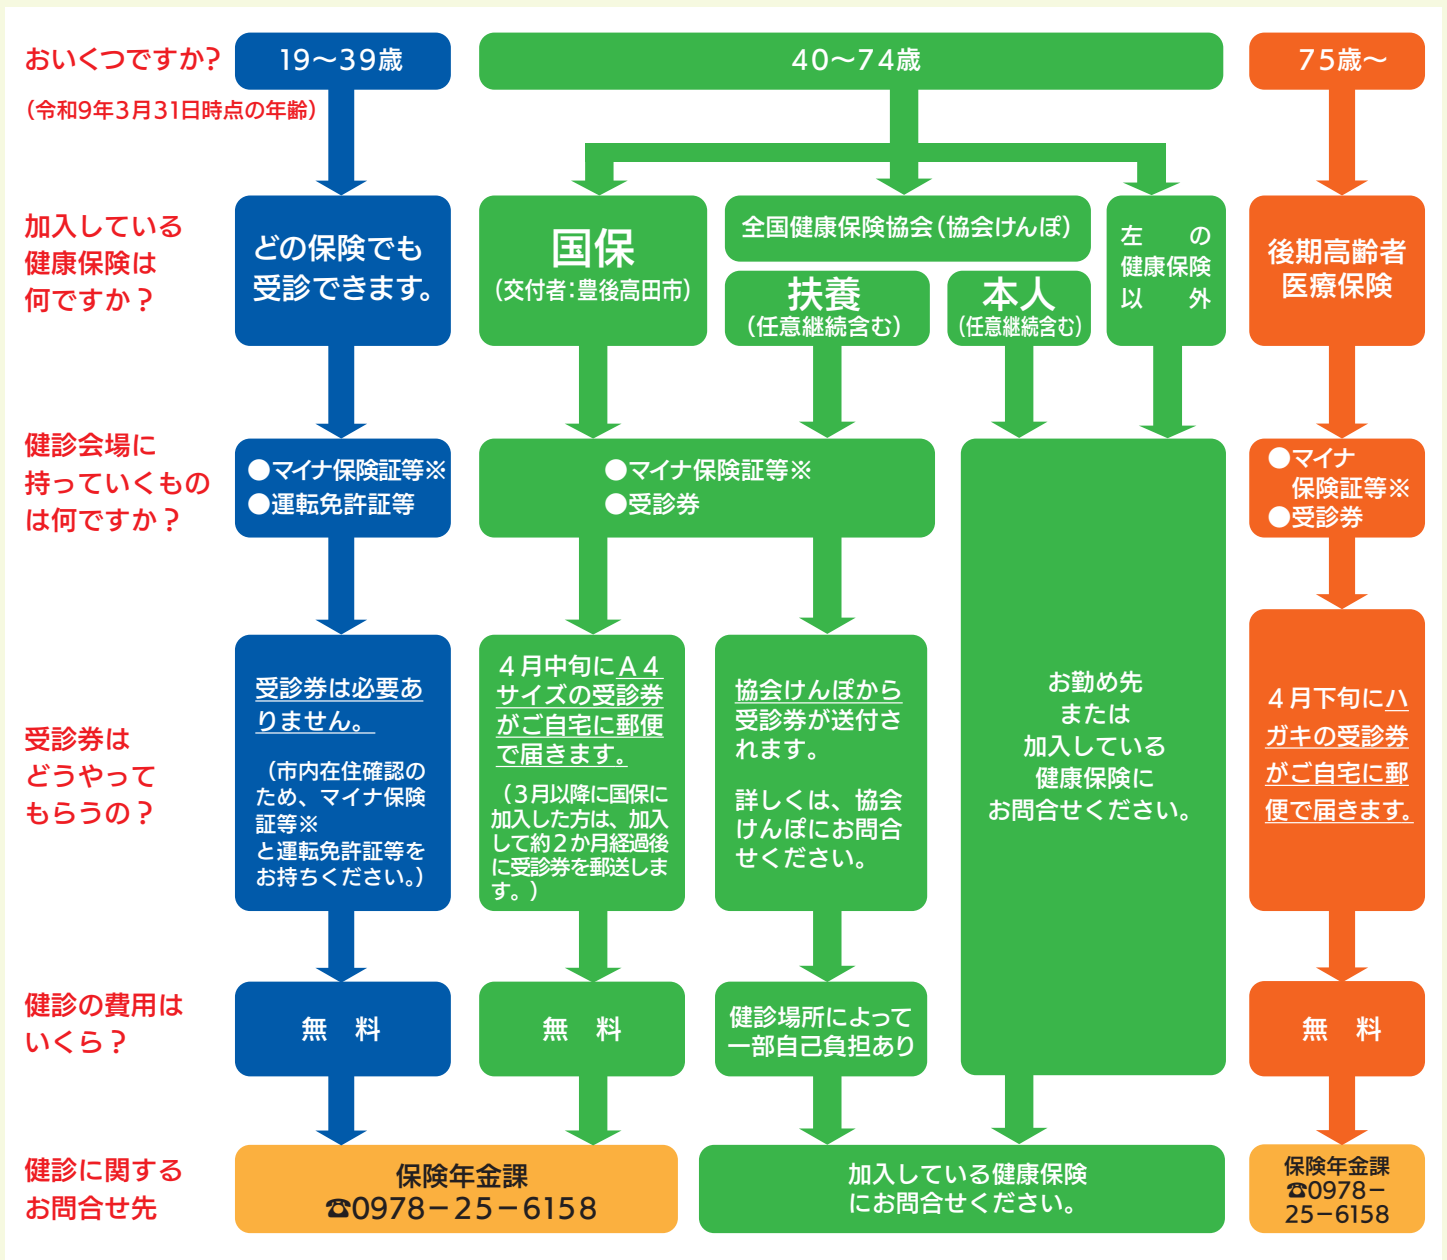 おいくつですか?
（令和9年3月31日時点の年齢）
19～39歳
40～74歳
75歳～
加入している
健康保険は
何ですか？
どの保険でも
受診できます。
国保
（交付者：豊後高田市）
全国健康保険協会（協会けんぽ）
扶養
（任意継続含む）
本人
（任意継続含む）
左の
健康保険
以外
後期高齢者
医療保険
健診会場に
持っていくもの
は何ですか？
●マイナ保険証等※
●運転免許証等
●マイナ保険証等※
●受診券
●マイナ
保険証等※
●受診券
受診券は
どうやって
もらうの？
受診券は必要あ
りません。
（市内在住確認の
ため、マイナ保険
証等※
と運転免許証等を
お持ちください。）
４月中旬にＡ４
サイズの受診券
がご自宅に郵便
で届きます。
（３月以降に国保に
加入した方は、加入
して約２か月経過後
に受診券を郵送しま
す。）
協会けんぽから
受診券が送付さ
れます。
詳しくは、協会
けんぽにお問合
せください。
お勤め先
または
加入している
健康保険に
お問合せください。
４月下旬にハ
ガキの受診券
がご自宅に郵
便で届きます。
健診の費用は
いくら？
無　料
無　料
健診場所によって
一部自己負担あり
無　料
健診に関する
お問合せ先
保険年金課
☎0978－25－6158
加入している健康保険
にお問合せください。
保険年金課
☎0978－
25－6158